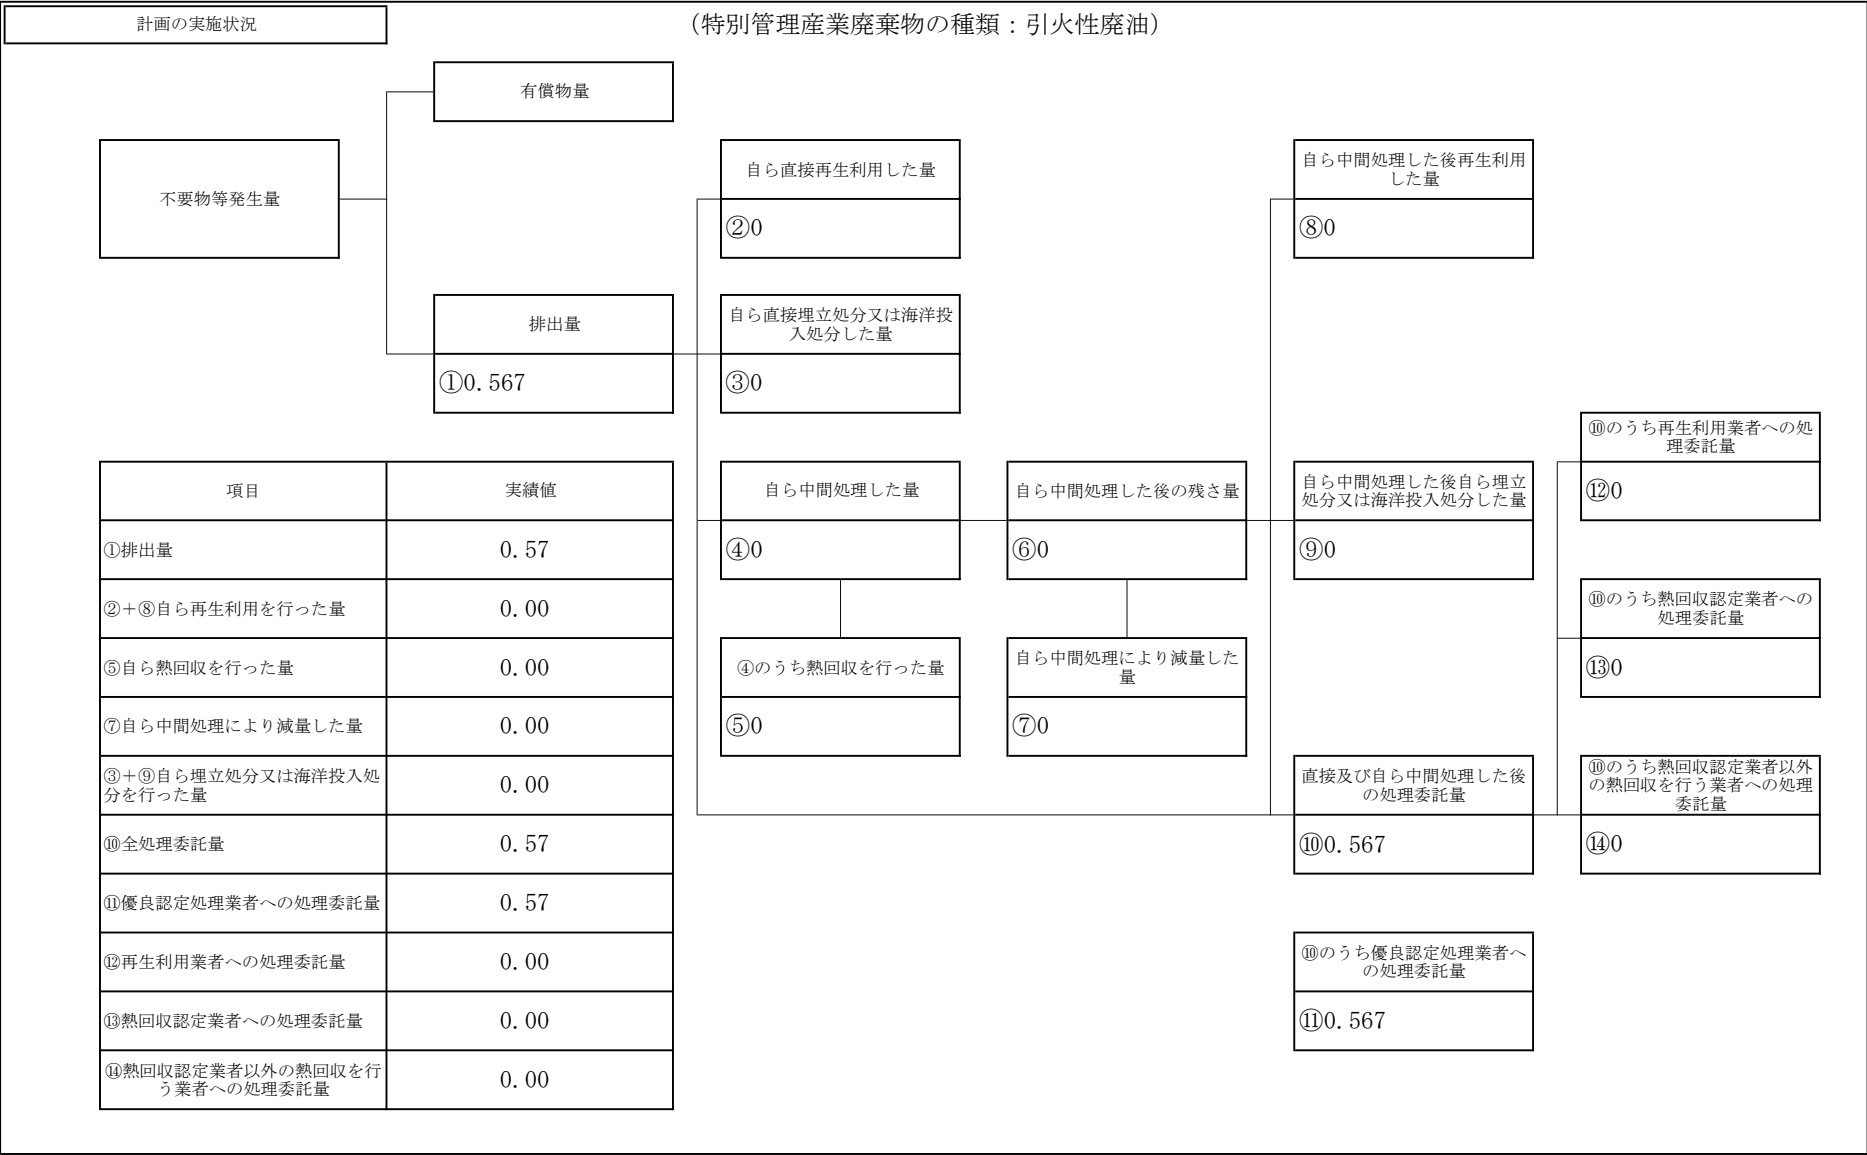 計画の実施状況
（特別管理産業廃棄物の種類：引火性廃油）
有償物量
不要物等発生量
自ら直接再生利用した量
②0
自ら中間処理した後再生利用
した量
⑧0
排出量
①0.567
自ら直接埋立処分又は海洋投
入処分した量
③0
⑩のうち再生利用業者への処
理委託量
⑫0
自ら中間処理した量
④0
自ら中間処理した後の残さ量
⑥0
自ら中間処理した後自ら埋立
処分又は海洋投入処分した量
⑨0
⑩のうち熱回収認定業者への
処理委託量
⑬0
④のうち熱回収を行った量
⑤0
自ら中間処理により減量した
量
⑦0
直接及び自ら中間処理した後
の処理委託量
⑩0.567
⑩のうち熱回収認定業者以外
の熱回収を行う業者への処理
委託量
⑭0
⑩のうち優良認定処理業者へ
の処理委託量
⑪0.567
項目 実績値
①排出量 0.57
②＋⑧自ら再生利用を行った量 0.00
⑤自ら熱回収を行った量 0.00
⑦自ら中間処理により減量した量 0.00
③＋⑨自ら埋立処分又は海洋投入処
分を行った量 0.00
⑩全処理委託量 0.57
⑪優良認定処理業者への処理委託量 0.57
⑫再生利用業者への処理委託量 0.00
⑬熱回収認定業者への処理委託量 0.00
⑭熱回収認定業者以外の熱回収を行
う業者への処理委託量 0.00